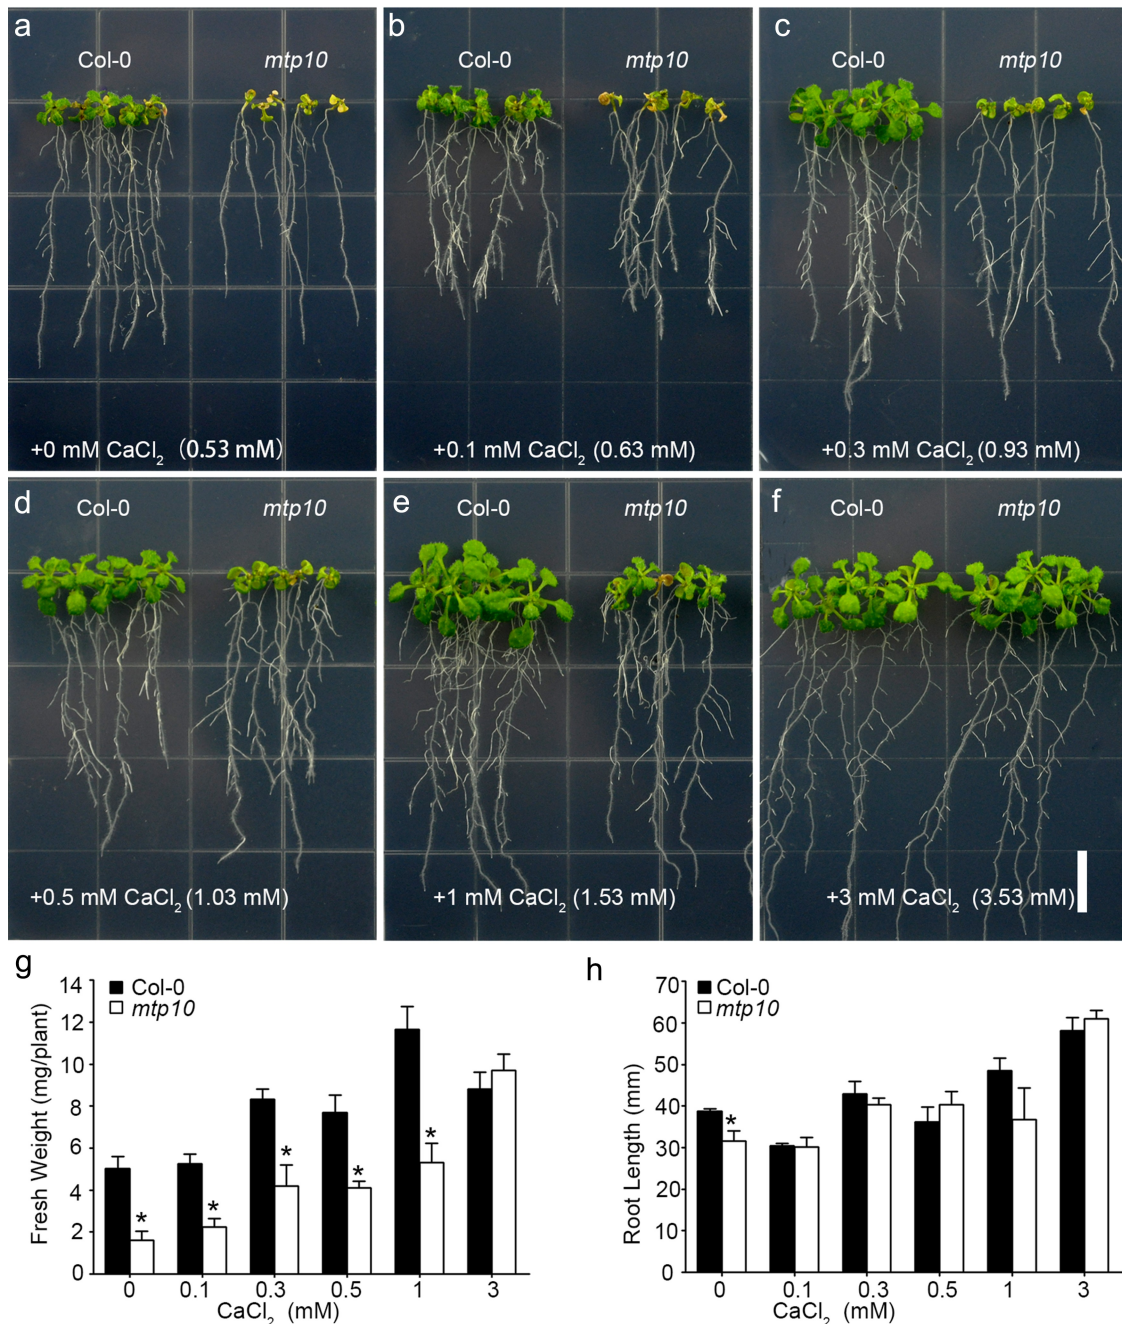 a
Col-0 mtp10
+0 mM CaCl2 (0.53 mM)
b
Col-0 mtp10
+0.1 mM CaCl2 (0.63 mM)
c
Col-0 mtp10
+0.3 mM CaCl2 (0.93 mM)
d
Col-0 mtp10
+0.5 mM CaCl2 (1.03 mM)
e
Col-0 mtp10
+1 mM CaCl2 (1.53 mM)
f
Col-0 mtp10
+3 mM CaCl2 (3.53 mM)
g
Fresh Weight (mg/plant)
14
12
10
8
6
4
2
0
Col-0
mtp10
* * * * *
0 0.1 0.3 0.5 1 3
CaCl2 (mM)
h
Root Length (mm)
70
60
50
40
30
20
10
0
Col-0
mtp10
*
0 0.1 0.3 0.5 1 3
CaCl2 (mM)